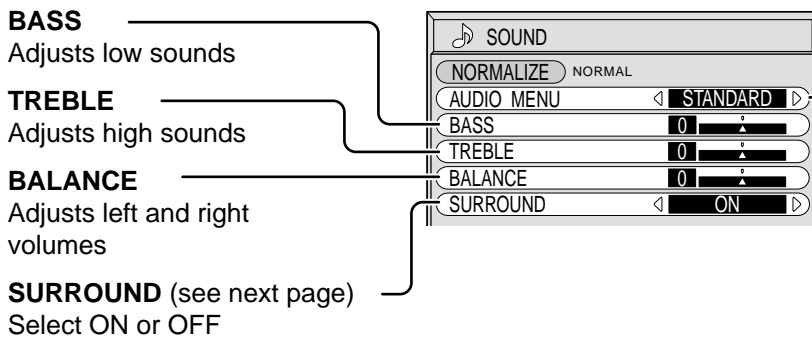 BASS
Adjusts low sounds
TREBLE
Adjusts high sounds
BALANCE
Adjusts left and right
volumes
SURROUND (see next page)
Select ON or OFF
SOUND
NORMALIZE NORMAL
AUDIO MENU STANDARD
BASS 0
TREBLE 0
BALANCE 0
SURROUND ON